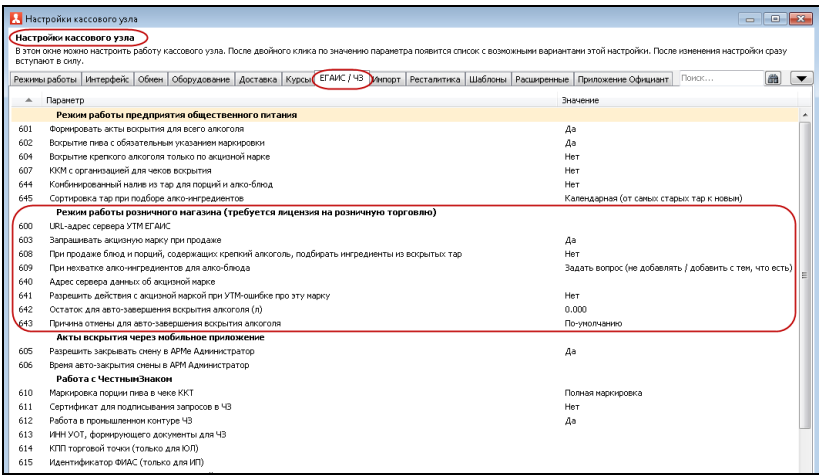 Настройки кассового узла
Настройки кассового узла
В этом окне можно настроить работу кассового узла. После двойного клика по значению параметра появится список с возможными вариантами этой настройки. После изменения настройки сразу
вступают в силу.
Режимы работы Интерфейс Обмен Оборудование Доставка Курсы ЕГАИС / ЧЗ Импорт Ресталитика Шаблоны Расширенные Приложение Официант Поиск...
Параметр Значение
Режим работы предприятия общественного питания
601 Формировать акты вскрытия для всего алкоголя Да
602 Вскрытие пива с обязательным указанием маркировки Да
604 Вскрытие крепкого алкоголя только по акцизной марке Нет
607 ККМ с организацией для чеков вскрытия Нет
644 Комбинированный налив из тар для порций и алко-блюд Нет
645 Сортировка тар при подборе алко-ингредиентов Календарная (от самых старых тар к новым)
Режим работы розничного магазина (требуется лицензия на розничную торговлю)
600 URL-адрес сервера УТМ ЕГАИС
603 Запрашивать акцизную марку при продаже Да
608 При продаже блюд и порций, содержащих крепкий алкоголь, подбирать ингредиенты из вскрытых тар Нет
609 При нехватке алко-ингредиентов для алко-блюда Задать вопрос (не добавлять / добавить с тем, что есть)
640 Адрес сервера данных об акцизной марке
641 Разрешить действия с акцизной маркой при УТМ-ошибке про эту марку Нет
642 Остаток для авто-завершения вскрытия алкоголя (л) 0.000
643 Причина отмены для авто-завершения вскрытия алкоголя По-умолчанию
Акты вскрытия через мобильное приложение
605 Разрешить закрывать смену в АРМе Администратор Да
606 Время авто-закрытия смены в АРМ Администратор
Работа с ЧестнымЗнаком
610 Маркировка порции пива в чеке ККТ Полная маркировка
611 Сертификат для подписывания запросов в ЧЗ Нет
612 Работа в промышленном контуре ЧЗ Да
613 ИНН УОТ, формирующего документы для ЧЗ
614 КПП торговой точки (только для ЮЛ)
615 Идентификатор ФИАС (только для ИП)